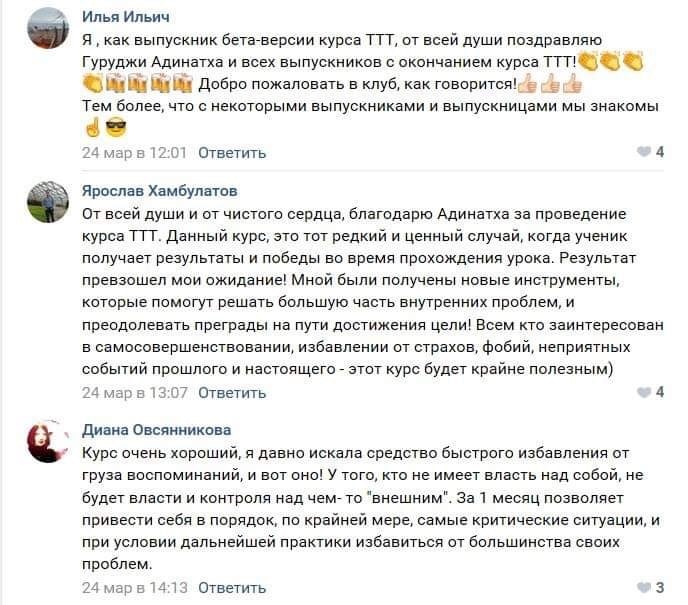 Илья Ильич
Я , как выпускник бета-версии курса ТТТ, от всей души поздравляю
Гуруджи Адинатха и всех выпускников с окончанием курса ТТТ!👏👏👏
👏🍻🍻🍻🍻 Добро пожаловать в клуб, как говорится!👍👍👍
Тем более, что с некоторыми выпускниками и выпускницами мы знакомы
☝😎
24 мар в 12:01 Ответить 4
Ярослав Хамбулатов
От всей души и от чистого сердца, благодарю Адинатха за проведение
курса ТТТ. Данный курс, это тот редкий и ценный случай, когда ученик
получает результаты и победы во время прохождения урока. Результат
превзошел мои ожидание! Мной были получены новые инструменты,
которые помогут решать большую часть внутренних проблем, и
преодолевать преграды на пути достижения цели! Всем кто заинтересован
в самосовершенствовании, избавлении от страхов, фобий, неприятных
событий прошлого и настоящего - этот курс будет крайне полезным)
24 мар в 13:07 Ответить 4
Диана Овсянникова
Курс очень хороший, я давно искала средство быстрого избавления от
груза воспоминаний, и вот оно! У того, кто не имеет власть над собой, не
будет власти и контроля над чем- то "внешним". За 1 месяц позволяет
привести себя в порядок, по крайней мере, самые критические ситуации, и
при условии дальнейшей практики избавиться от большинства своих
проблем.
24 мар в 14:13 Ответить 3